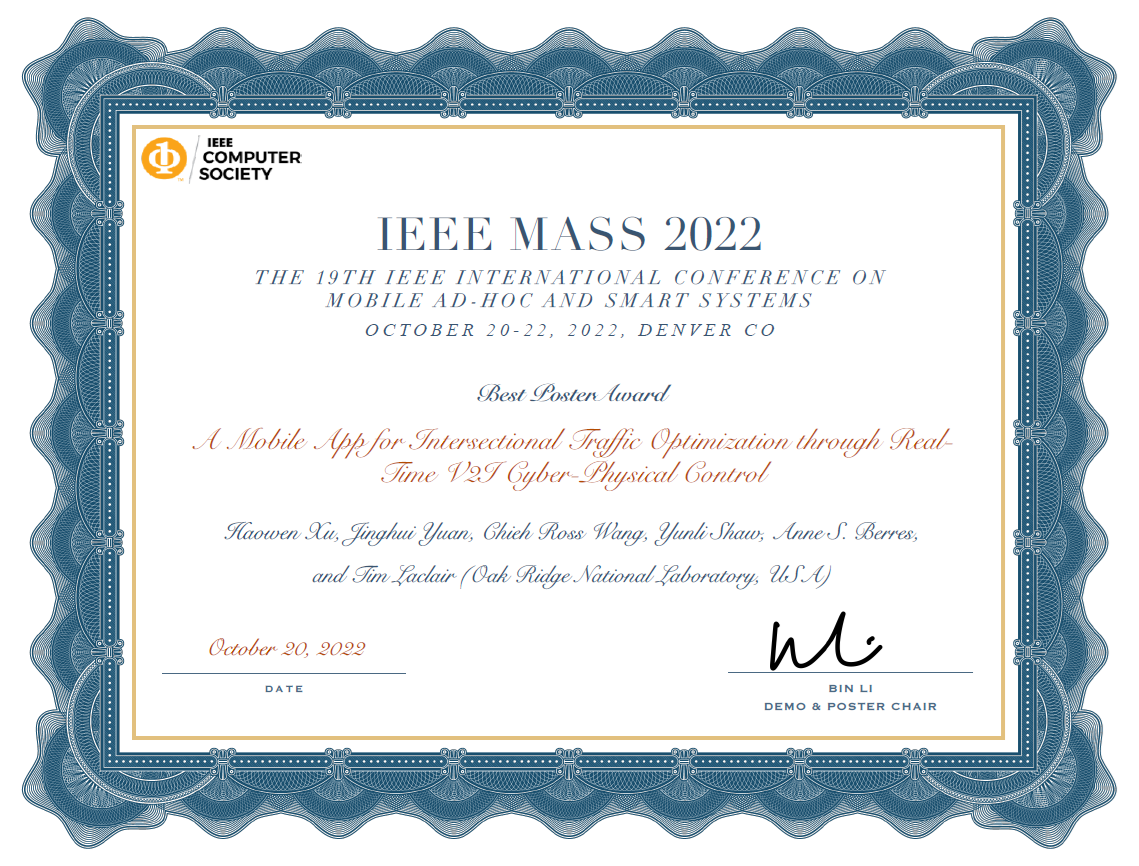 IEEE
COMPUTER
SOCIETY
IEEE MASS 2022
THE 19TH IEEE INTERNATIONAL CONFERENCE ON
MOBILE AD-HOC AND SMART SYSTEMS
OCTOBER 20-22, 2022, DENVER CO
Best Poster Award
A Mobile App for Intersectional Traffic Optimization through Real-
Time V2I Cyber-Physical Control
Haowen Xu, Jinghui Yuan, Chieh Ross Wang, Yunli Shaw, Anne S. Berres,
and Tim Laclair (Oak Ridge National Laboratory, USA)
October 20, 2022
DATE
BIN LI
DEMO & POSTER CHAIR